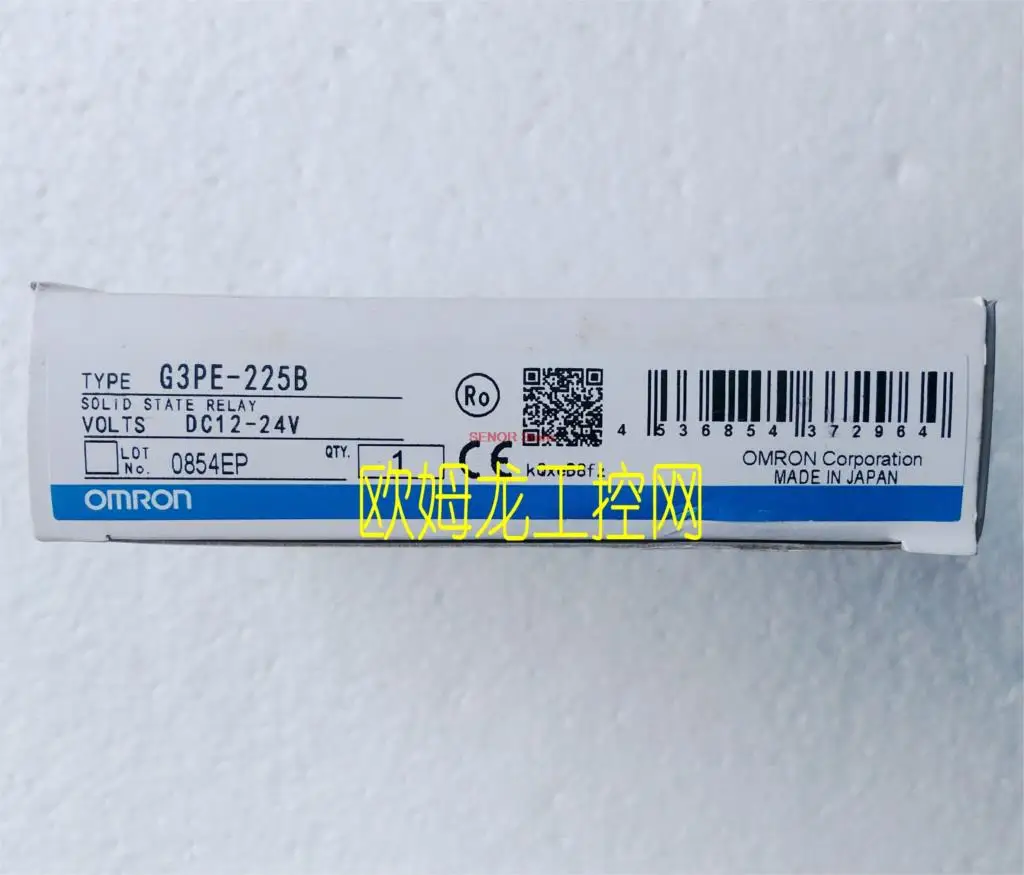 TYPE G3PE-225B
SOLID STATE RELAY
VOLTS DC12-24V
LOT No. 0854EP
QTY. 1
OMRON
Ro
SENOR
CE
4 536854 372964
OMRON Corporation
MADE IN JAPAN
欧姆龙工控网